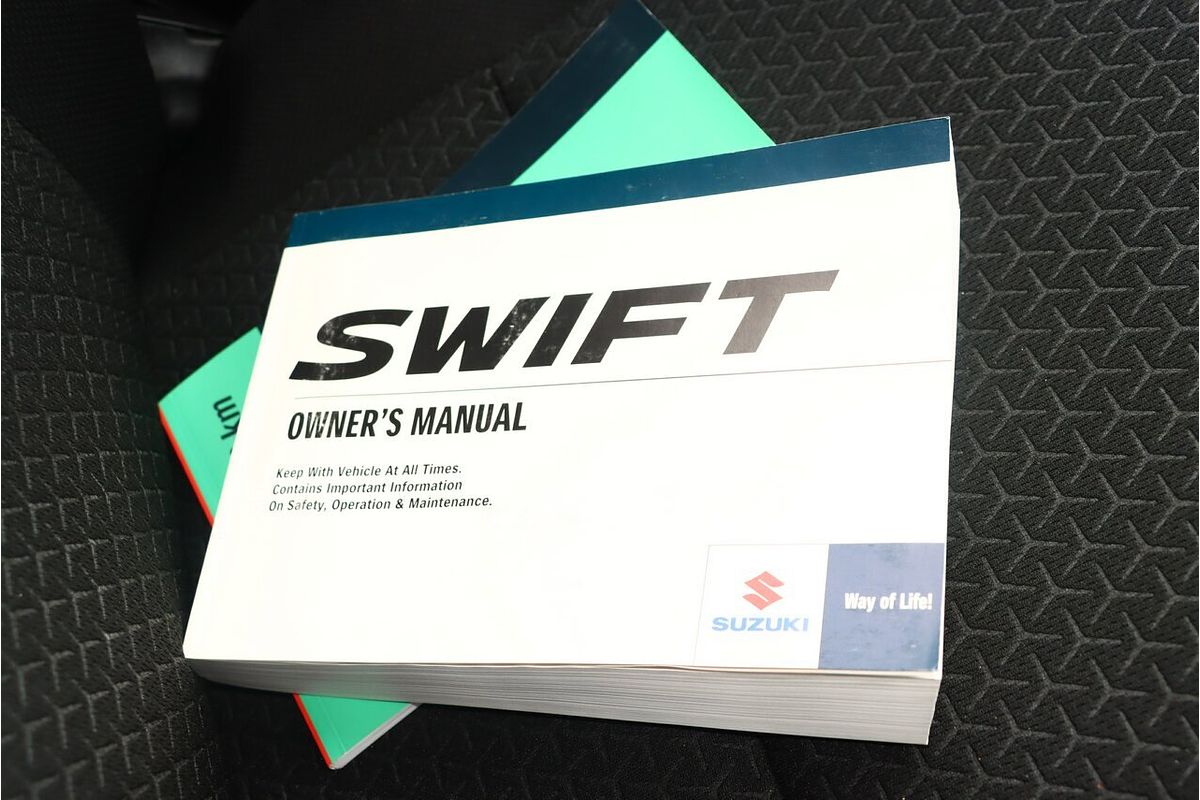 SWIFT
OWNER'S MANUAL
Keep With Vehicle At All Times.
Contains Important Information
On Safety, Operation & Maintenance.
km
SUZUKI
Way of Life!